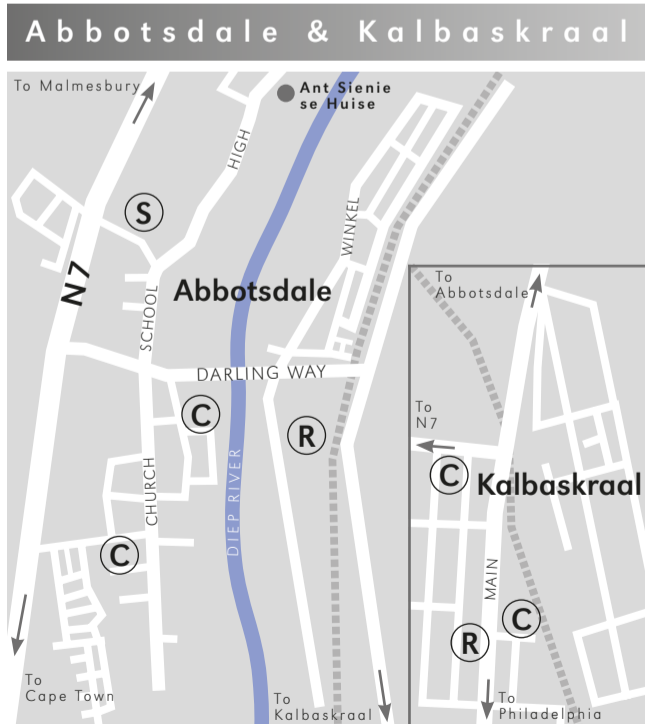 Abbotsdale & Kalbaskraal
To Malmesbury
Ant Sienie
se Huise
HIGH
S
WINKEL
N7
Abbotsdale
SCHOOL
To
Abbotsdale
DARLING WAY
C
R
To
N7
C
Kalbaskraal
CHURCH
DIEP RIVER
C
MAIN
C
R
To
Cape Town
To
Kalbaskraal
To
Philadelphia